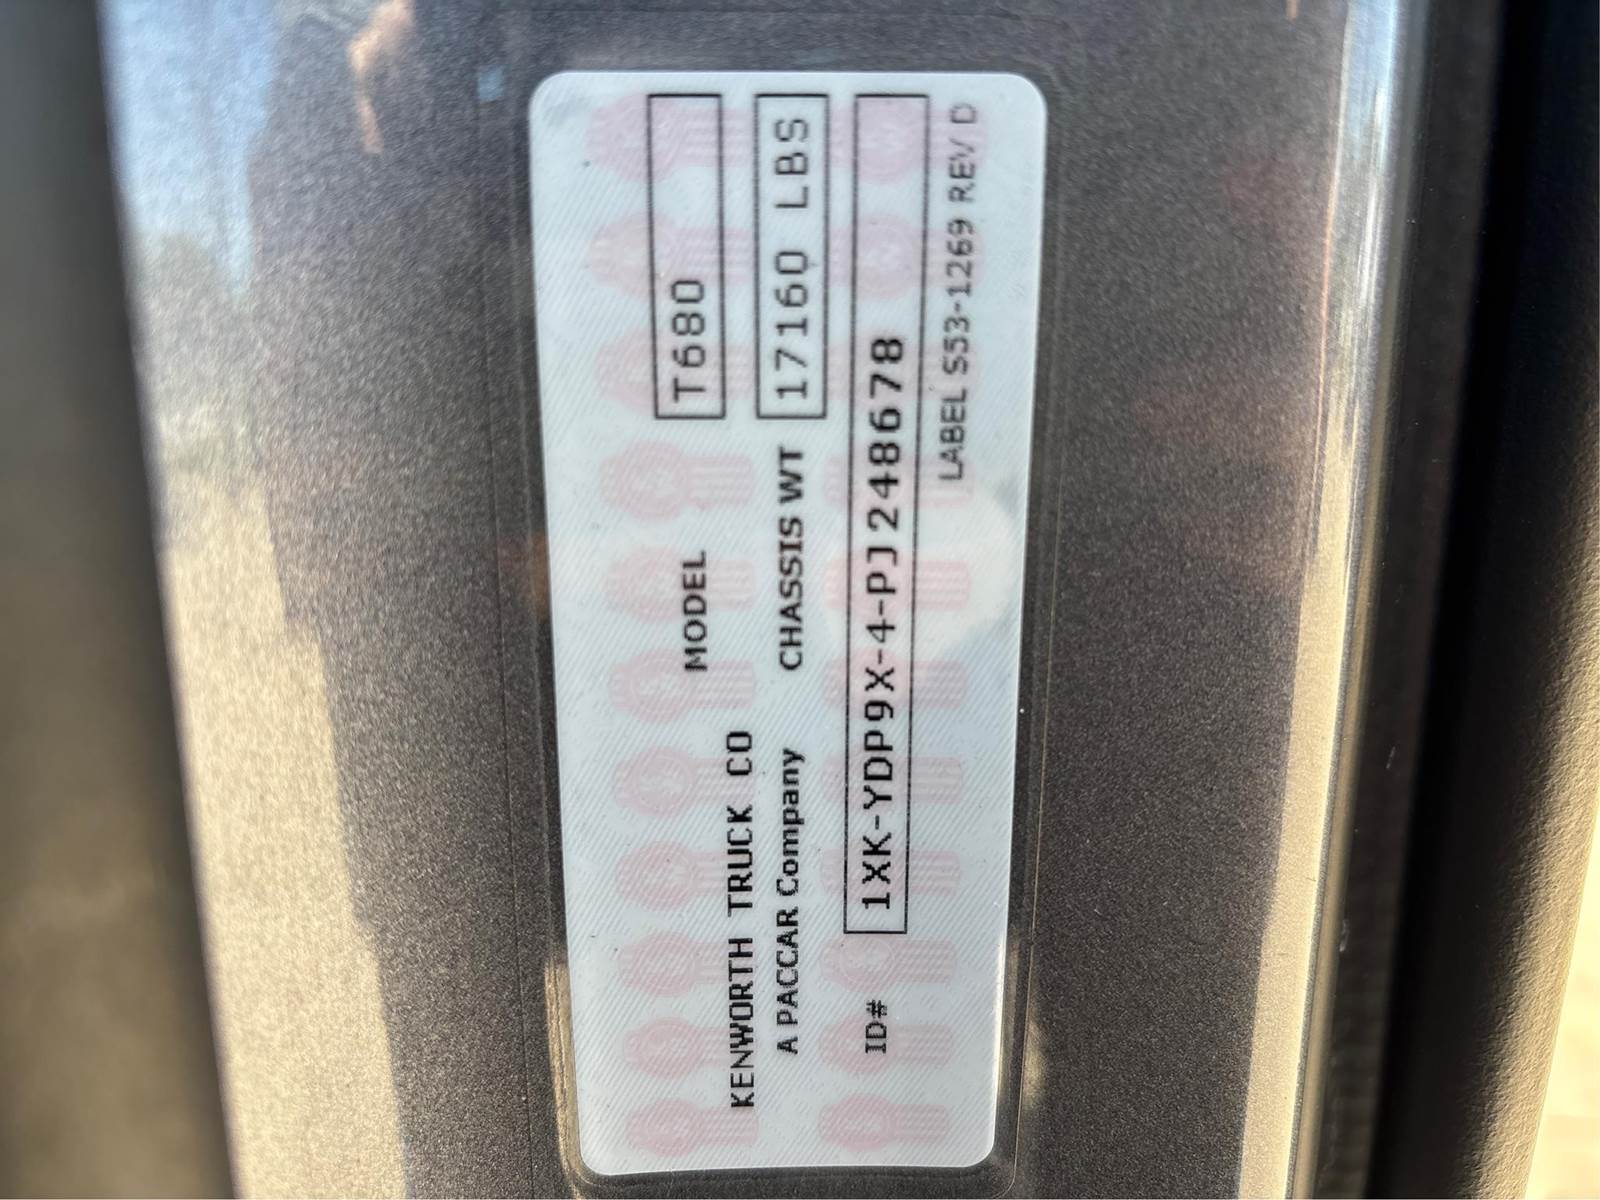 KENWORTH TRUCK CO MODEL T680
A PACCAR Company CHASSIS WT 17160 LBS
ID# 1XK-YDP9X-4-PJ248678
LABEL S53-1269 REV D